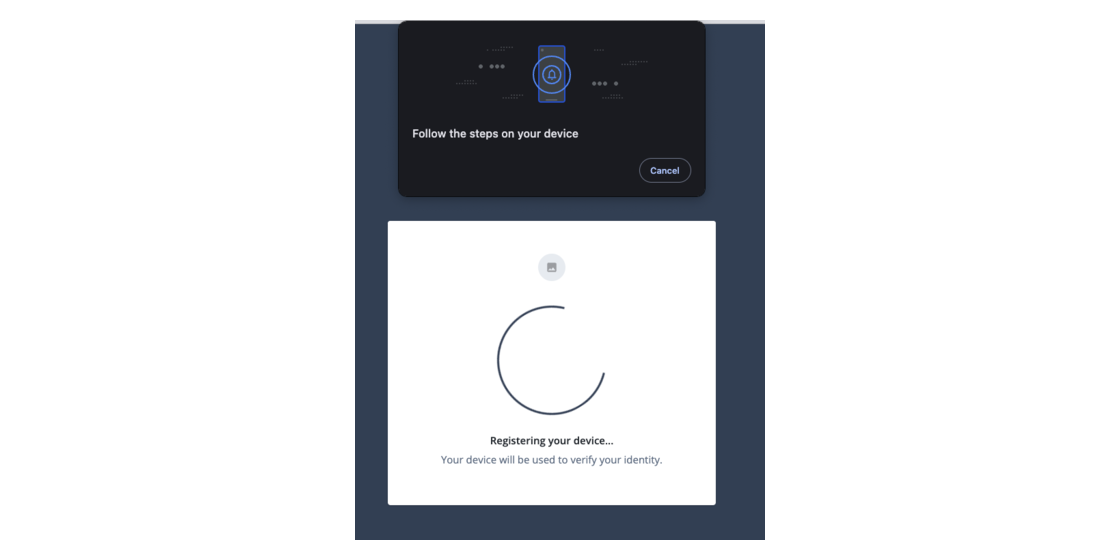 Follow the steps on your device
Cancel
Registering your device...
Your device will be used to verify your identity.